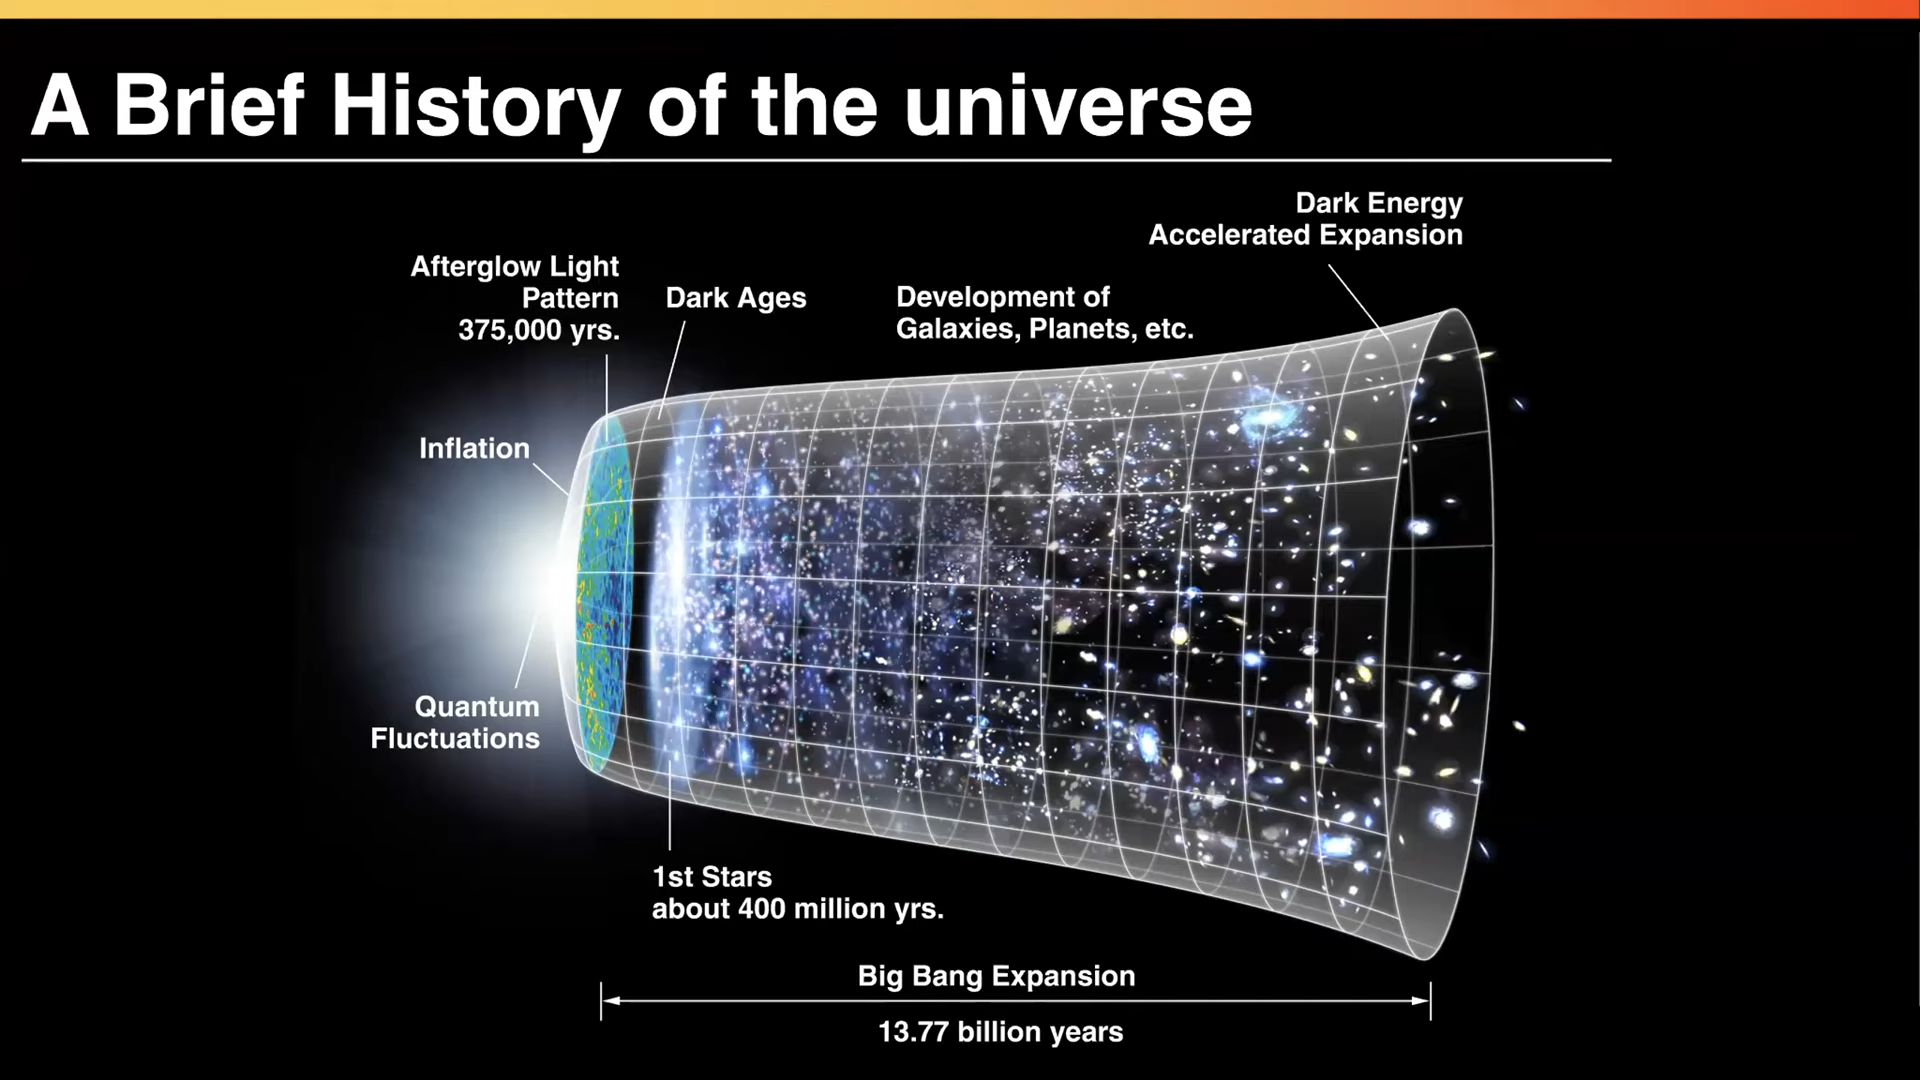 A Brief History of the universe
Dark Energy
Accelerated Expansion
Afterglow Light
Pattern
375,000 yrs.
Dark Ages
Development of
Galaxies, Planets, etc.
Inflation
Quantum
Fluctuations
1st Stars
about 400 million yrs.
Big Bang Expansion
13.77 billion years